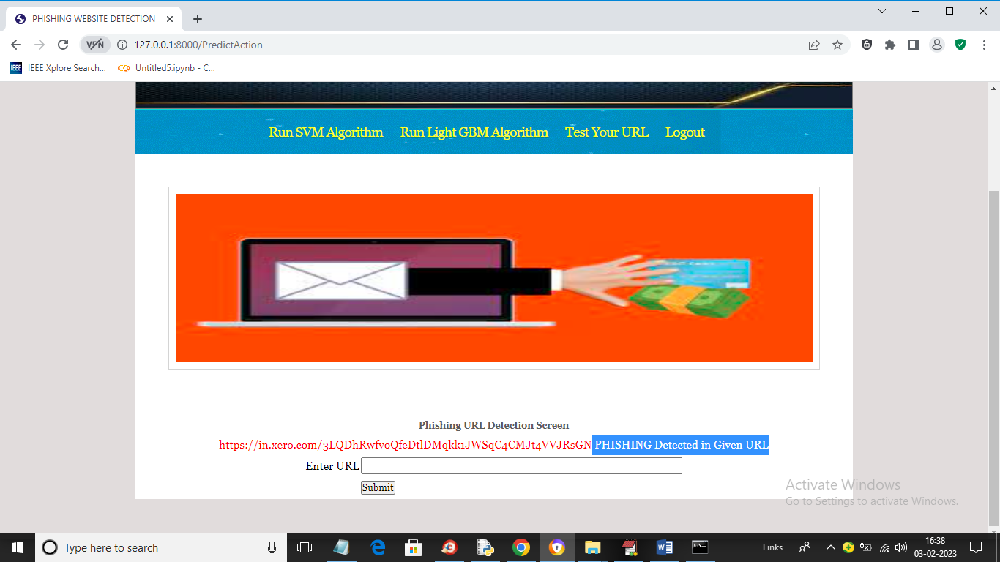 PHISHING WEBSITE DETECTION
VPN
127.0.0.1:8000/PredictAction
IEEE IEEE Xplore Search... Untitled5.ipynb - C...
Run SVM Algorithm Run Light GBM Algorithm Test Your URL Logout
Phishing URL Detection Screen
https://in.xero.com/3LQDhRwfvoQfeDtlDMqkk1JWSqC4CMJt4VVJRsGN PHISHING Detected in Given URL
Enter URL
Submit
Activate Windows
Go to Settings to activate Windows.
Type here to search
Links
16:38
03-02-2023